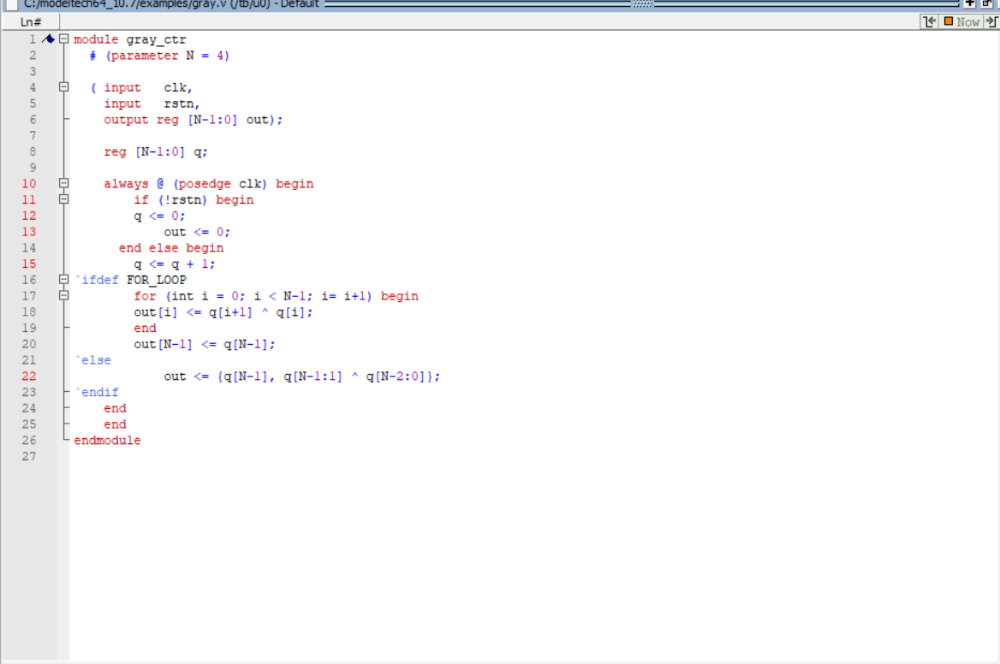 C:/modeltech64_10.7/examples/gray.v (/tb/u0) - Default
Ln#
Now
1 module gray_ctr
2 # (parameter N = 4)
3
4 ( input clk,
5 input rstn,
6 output reg [N-1:0] out);
7
8 reg [N-1:0] q;
9
10 always @ (posedge clk) begin
11 if (!rstn) begin
12 q <= 0;
13 out <= 0;
14 end else begin
15 q <= q + 1;
16 `ifdef FOR_LOOP
17 for (int i = 0; i < N-1; i= i+1) begin
18 out[i] <= q[i+1] ^ q[i];
19 end
20 out[N-1] <= q[N-1];
21 `else
22 out <= {q[N-1], q[N-1:1] ^ q[N-2:0]};
23 `endif
24 end
25 end
26 endmodule
27